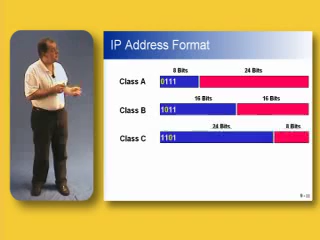 IP Address Format
8 Bits 24 Bits
Class A 0111
16 Bits 16 Bits
Class B 1011
24 Bits 8 Bits
Class C 1101